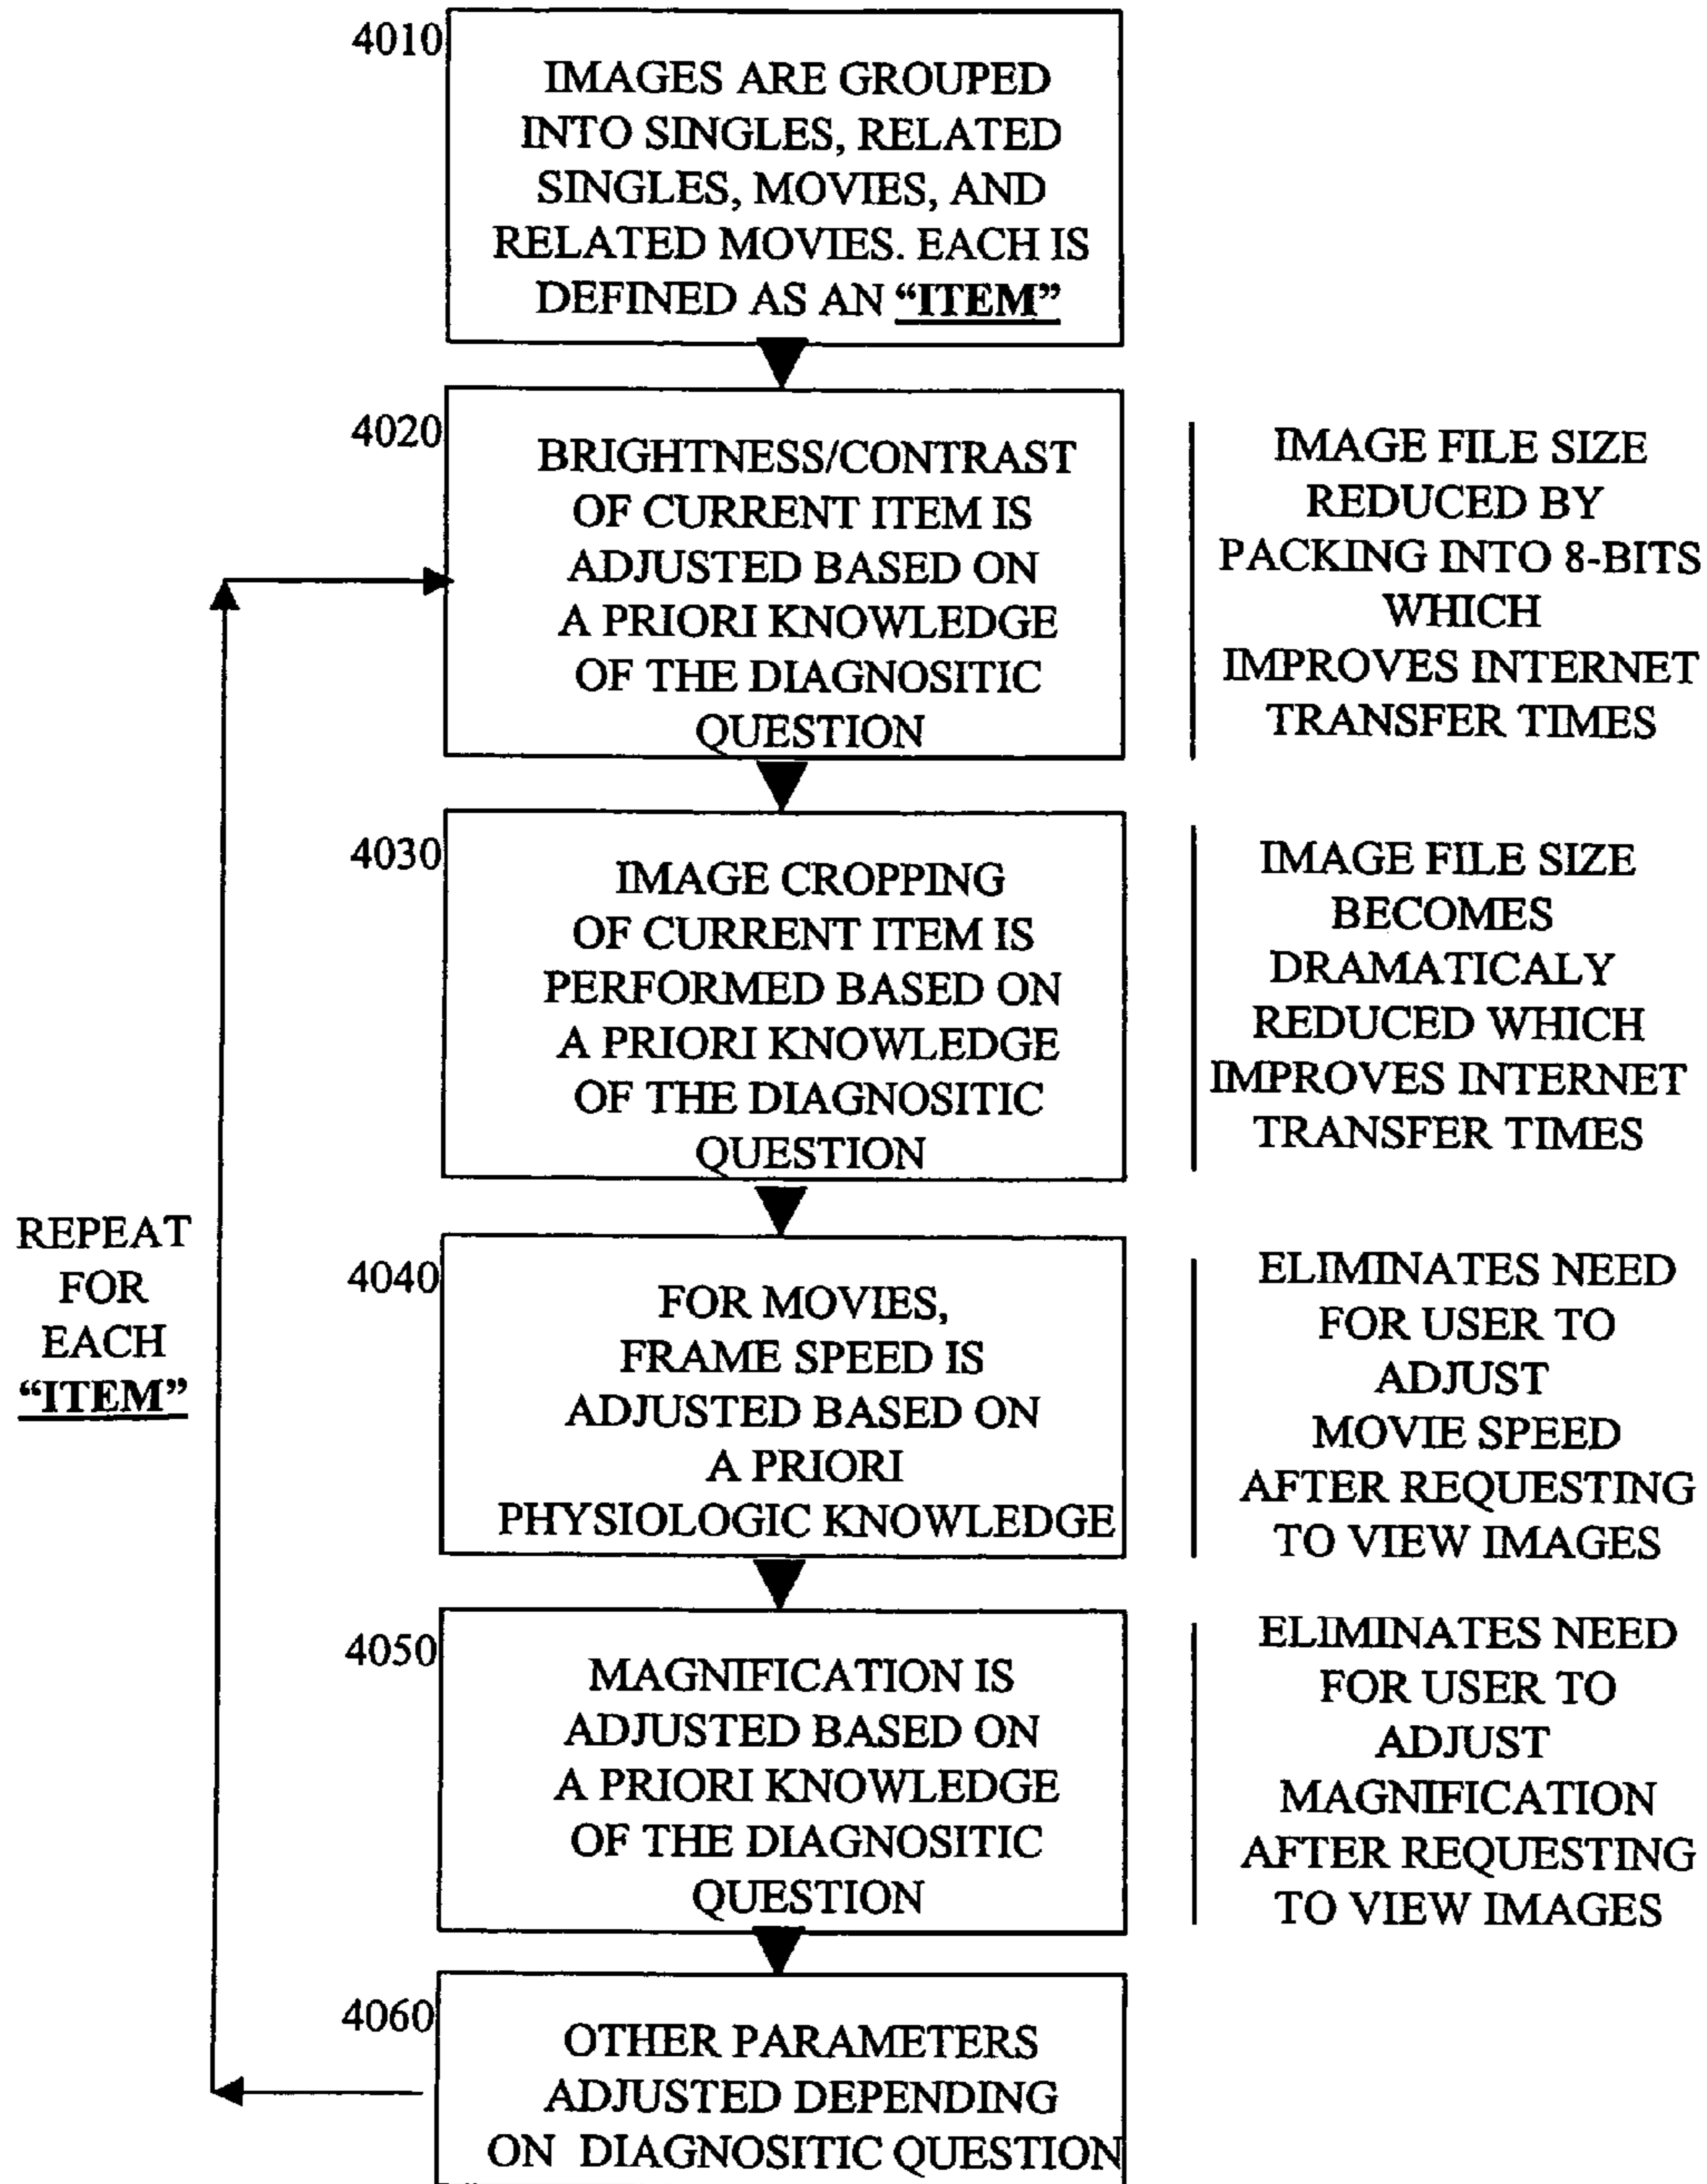 4010
IMAGES ARE GROUPED
INTO SINGLES, RELATED
SINGLES, MOVIES, AND
RELATED MOVIES. EACH IS
DEFINED AS AN “ITEM”
4020
BRIGHTNESS/CONTRAST
OF CURRENT ITEM IS
ADJUSTED BASED ON
A PRIORI KNOWLEDGE
OF THE DIAGNOSITIC
QUESTION
IMAGE FILE SIZE
REDUCED BY
PACKING INTO 8-BITS
WHICH
IMPROVES INTERNET
TRANSFER TIMES
4030
IMAGE CROPPING
OF CURRENT ITEM IS
PERFORMED BASED ON
A PRIORI KNOWLEDGE
OF THE DIAGNOSITIC
QUESTION
IMAGE FILE SIZE
BECOMES
DRAMATICALY
REDUCED WHICH
IMPROVES INTERNET
TRANSFER TIMES
REPEAT
FOR
EACH
“ITEM”
4040
FOR MOVIES,
FRAME SPEED IS
ADJUSTED BASED ON
A PRIORI
PHYSIOLOGIC KNOWLEDGE
ELIMINATES NEED
FOR USER TO
ADJUST
MOVIE SPEED
AFTER REQUESTING
TO VIEW IMAGES
4050
MAGNIFICATION IS
ADJUSTED BASED ON
A PRIORI KNOWLEDGE
OF THE DIAGNOSITIC
QUESTION
ELIMINATES NEED
FOR USER TO
ADJUST
MAGNIFICATION
AFTER REQUESTING
TO VIEW IMAGES
4060
OTHER PARAMETERS
ADJUSTED DEPENDING
ON DIAGNOSITIC QUESTION